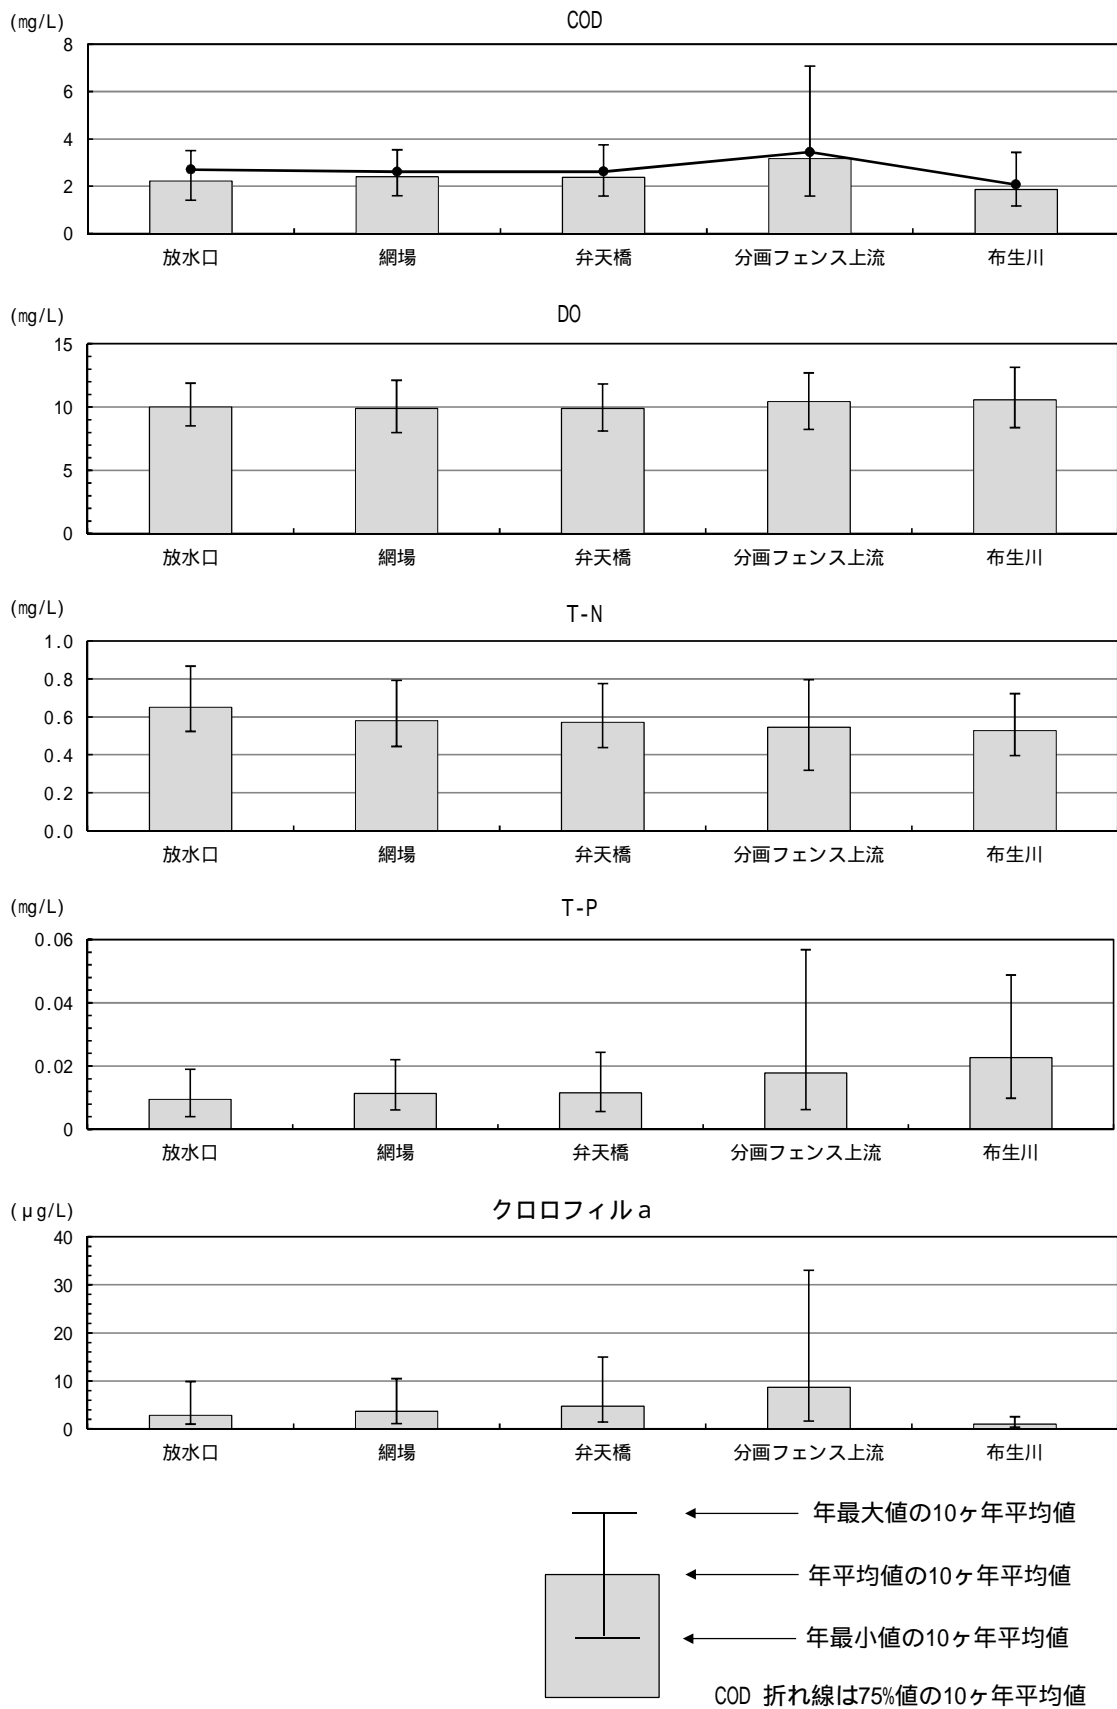 (mg/L)
COD
8
6
4
2
0
放水口 網場 弁天橋 分画フェンス上流 布生川
(mg/L)
DO
15
10
5
0
放水口 網場 弁天橋 分画フェンス上流 布生川
(mg/L)
T-N
1.0
0.8
0.6
0.4
0.2
0.0
放水口 網場 弁天橋 分画フェンス上流 布生川
(mg/L)
T-P
0.06
0.04
0.02
0
放水口 網場 弁天橋 分画フェンス上流 布生川
(μg/L)
クロロフィルa
40
30
20
10
0
放水口 網場 弁天橋 分画フェンス上流 布生川
年最大値の10ヶ年平均値
年平均値の10ヶ年平均値
年最小値の10ヶ年平均値
COD 折れ線は75%値の10ヶ年平均値